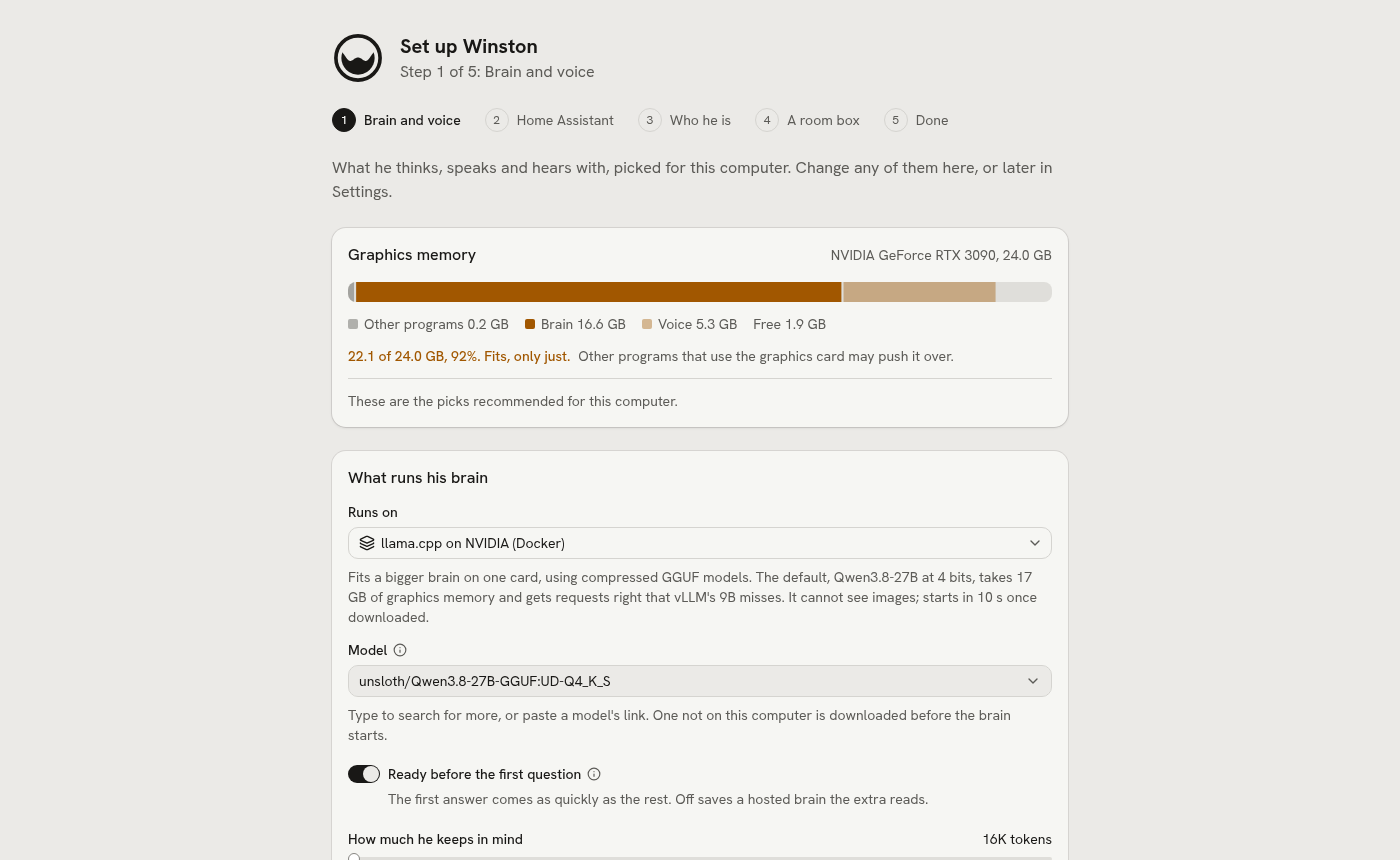 Set up Winston
Step 1 of 5: Brain and voice
1 Brain and voice 2 Home Assistant 3 Who he is 4 A room box 5 Done
What he thinks, speaks and hears with, picked for this computer. Change any of them here, or later in
Settings.
Graphics memory NVIDIA GeForce RTX 3090, 24.0 GB
Other programs 0.2 GB Brain 16.6 GB Voice 5.3 GB Free 1.9 GB
22.1 of 24.0 GB, 92%. Fits, only just. Other programs that use the graphics card may push it over.
These are the picks recommended for this computer.
What runs his brain
Runs on
llama.cpp on NVIDIA (Docker)
Fits a bigger brain on one card, using compressed GGUF models. The default, Qwen3.8-27B at 4 bits, takes 17
GB of graphics memory and gets requests right that vLLM's 9B misses. It cannot see images; starts in 10 s once
downloaded.
Model
unsloth/Qwen3.8-27B-GGUF:UD-Q4_K_S
Type to search for more, or paste a model's link. One not on this computer is downloaded before the brain
starts.
Ready before the first question
The first answer comes as quickly as the rest. Off saves a hosted brain the extra reads.
How much he keeps in mind 16K tokens